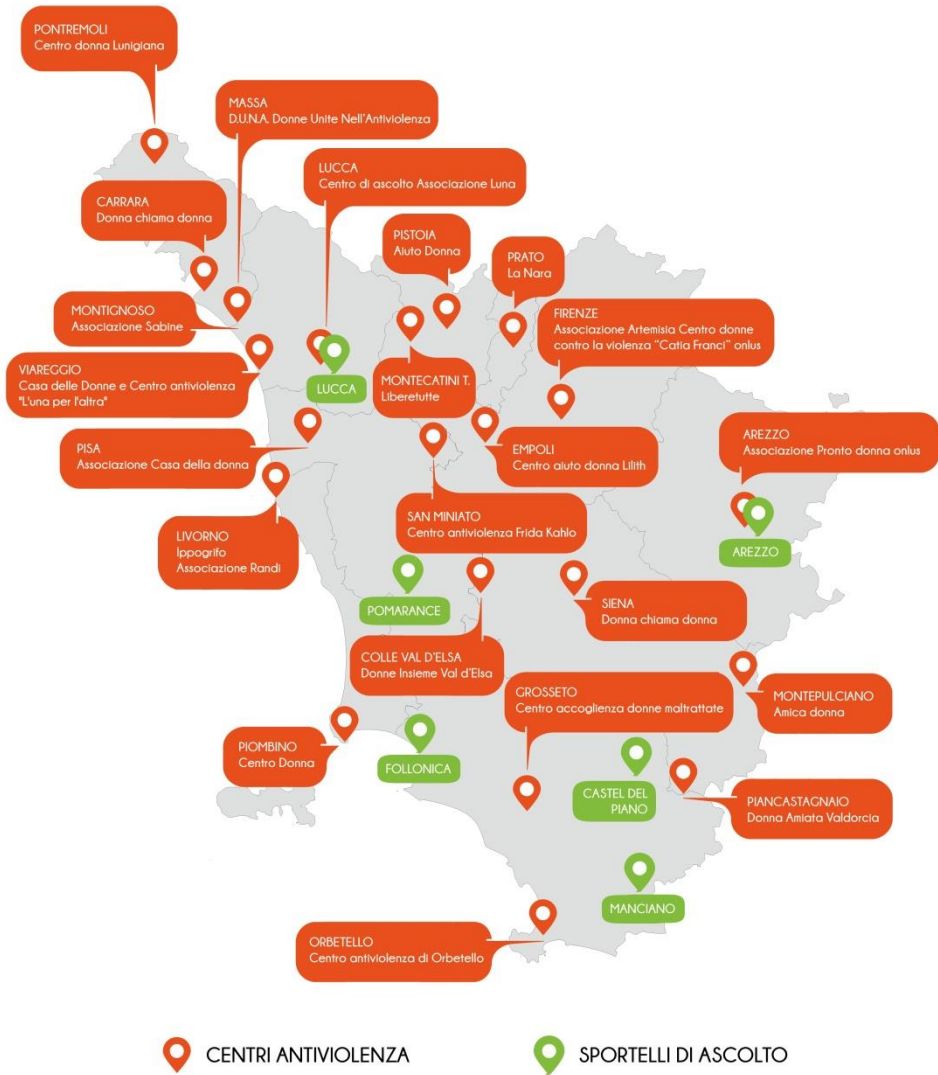 PONTREMOLI
Centro donna Lunigiana
MASSA
D.U.N.A. Donne Unite Nell'Antiviolenza
LUCCA
Centro di ascolto Associazione Luna
CARRARA
Donna chiama donna
PISTOIA
Aiuto Donna
PRATO
La Nara
MONTIGNOSO
Associazione Sabine
FIRENZE
Associazione Artemisia Centro donne
contro la violenza "Catia Franci" onlus
VIAREGGIO
Casa delle Donne e Centro antiviolenza
"L'una per l'altra"
LUCCA
MONTECATINI T.
Liberetutte
PISA
Associazione Casa della donna
EMPOLI
Centro aiuto donna Lilith
AREZZO
Associazione Pronto donna onlus
LIVORNO
Ippogrifo
Associazione Randi
SAN MINIATO
Centro antiviolenza Frida Kahlo
AREZZO
POMARANCE
SIENA
Donna chiama donna
COLLE VAL D'ELSA
Donne Insieme Val d'Elsa
GROSSETO
Centro accoglienza donne maltrattate
MONTEPULCIANO
Amica donna
PIOMBINO
Centro Donna
FOLLONICA
CASTEL DEL
PIANO
PIANCASTAGNAIO
Donna Amiata Valdorcia
MANCIANO
ORBETELLO
Centro antiviolenza di Orbetello
CENTRI ANTIVIOLENZA
SPORTELLI DI ASCOLTO